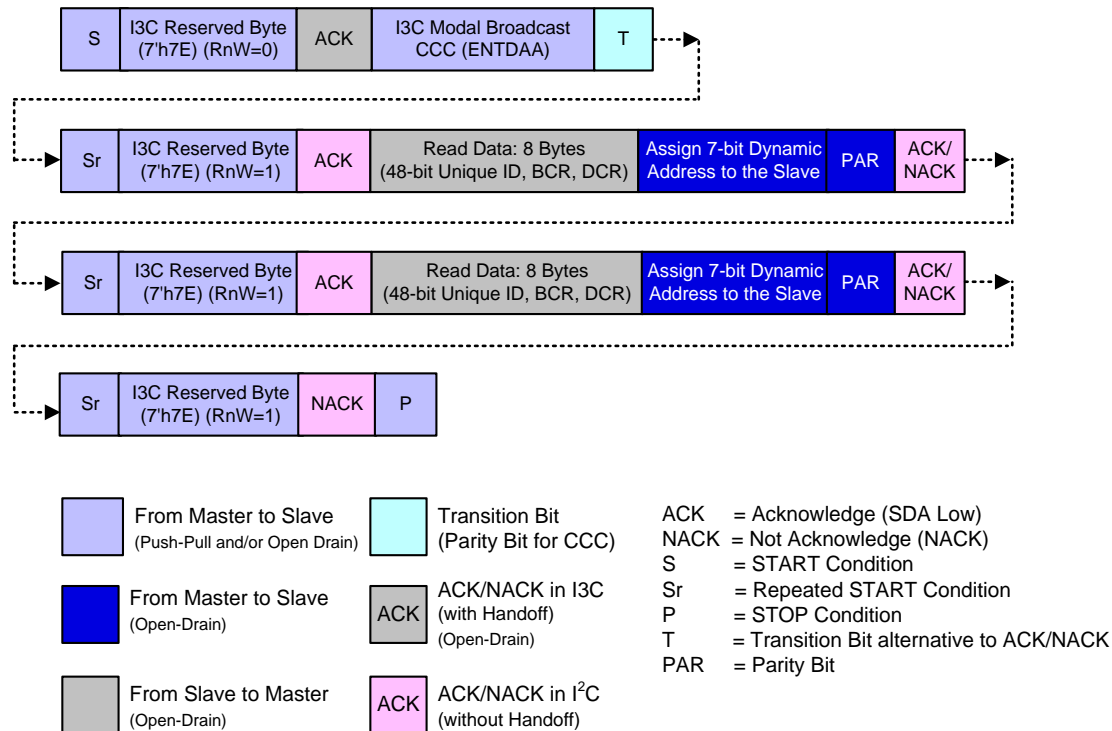 S I3C Reserved Byte (7'h7E) (RnW=0) ACK I3C Modal Broadcast CCC (ENTDAA) T
Sr I3C Reserved Byte (7'h7E) (RnW=1) ACK Read Data: 8 Bytes (48-bit Unique ID, BCR, DCR) Assign 7-bit Dynamic Address to the Slave PAR ACK/ NACK
Sr I3C Reserved Byte (7'h7E) (RnW=1) ACK Read Data: 8 Bytes (48-bit Unique ID, BCR, DCR) Assign 7-bit Dynamic Address to the Slave PAR ACK/ NACK
Sr I3C Reserved Byte (7'h7E) (RnW=1) NACK P
From Master to Slave
(Push-Pull and/or Open Drain)
From Master to Slave
(Open-Drain)
From Slave to Master
(Open-Drain)
Transition Bit
(Parity Bit for CCC)
ACK
ACK/NACK in I3C
(with Handoff)
(Open-Drain)
ACK
ACK/NACK in I²C
(without Handoff)
ACK = Acknowledge (SDA Low)
NACK = Not Acknowledge (NACK)
S = START Condition
Sr = Repeated START Condition
P = STOP Condition
T = Transition Bit alternative to ACK/NACK
PAR = Parity Bit